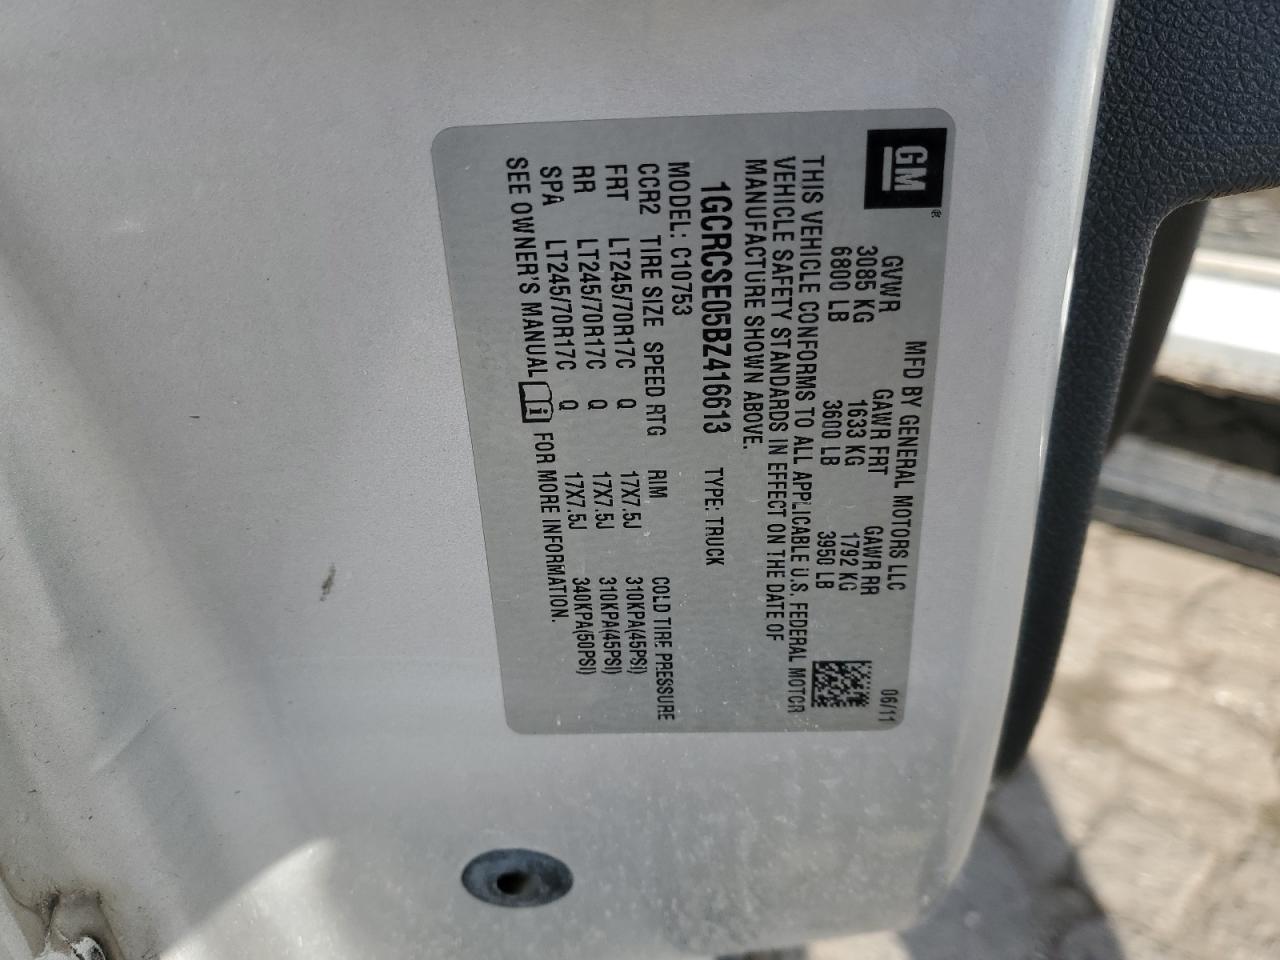 GM®
MFD BY GENERAL MOTORS LLC 06/11
GVWR GAWR FRT GAWR RR
3085 KG 1633 KG 1792 KG
6800 LB 3600 LB 3950 LB
THIS VEHICLE CONFORMS TO ALL APPLICABLE U.S. FEDERAL MOTOR
VEHICLE SAFETY STANDARDS IN EFFECT ON THE DATE OF
MANUFACTURE SHOWN ABOVE.
1GCRCSE05BZ416613 TYPE: TRUCK
MODEL: C10753
CCR2 TIRE SIZE SPEED RTG RIM COLD TIRE PRESSURE
FRT LT245/70R17C Q 17X7.5J 310KPA(45PSI)
RR LT245/70R17C Q 17X7.5J 310KPA(45PSI)
SPA LT245/70R17C Q 17X7.5J 340KPA(50PSI)
SEE OWNER'S MANUAL i FOR MORE INFORMATION.